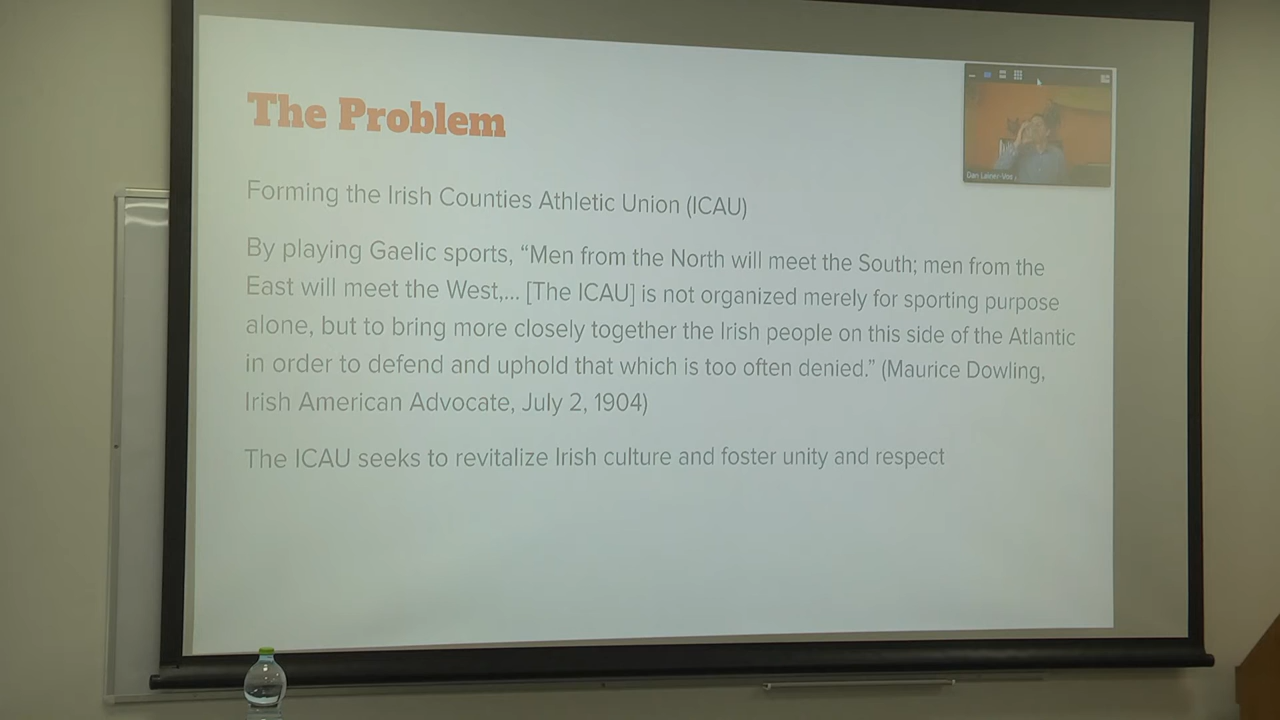 The Problem
Forming the Irish Counties Athletic Union (ICAU)
By playing Gaelic sports, “Men from the North will meet the South; men from the
East will meet the West,... [The ICAU] is not organized merely for sporting purpose
alone, but to bring more closely together the Irish people on this side of the Atlantic
in order to defend and uphold that which is too often denied.” (Maurice Dowling,
Irish American Advocate, July 2, 1904)
The ICAU seeks to revitalize Irish culture and foster unity and respect
Dan